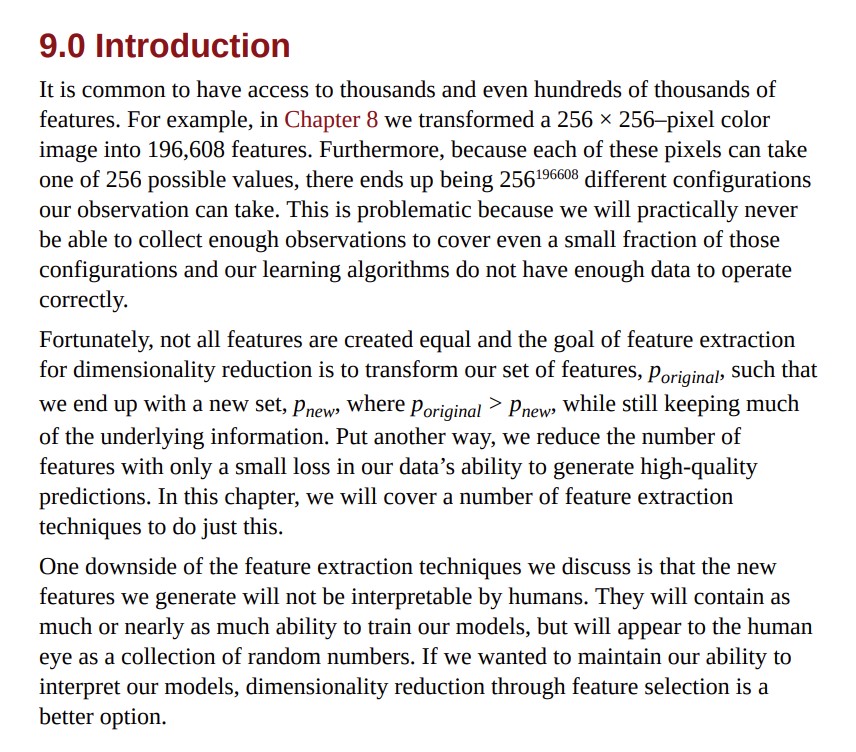 9.0 Introduction
It is common to have access to thousands and even hundreds of thousands of
features. For example, in Chapter 8 we transformed a 256 × 256–pixel color
image into 196,608 features. Furthermore, because each of these pixels can take
one of 256 possible values, there ends up being 256¹⁹⁶⁶⁰⁸ different configurations
our observation can take. This is problematic because we will practically never
be able to collect enough observations to cover even a small fraction of those
configurations and our learning algorithms do not have enough data to operate
correctly.
Fortunately, not all features are created equal and the goal of feature extraction
for dimensionality reduction is to transform our set of features, p_original, such that
we end up with a new set, p_new, where p_original > p_new, while still keeping much
of the underlying information. Put another way, we reduce the number of
features with only a small loss in our data’s ability to generate high-quality
predictions. In this chapter, we will cover a number of feature extraction
techniques to do just this.
One downside of the feature extraction techniques we discuss is that the new
features we generate will not be interpretable by humans. They will contain as
much or nearly as much ability to train our models, but will appear to the human
eye as a collection of random numbers. If we wanted to maintain our ability to
interpret our models, dimensionality reduction through feature selection is a
better option.